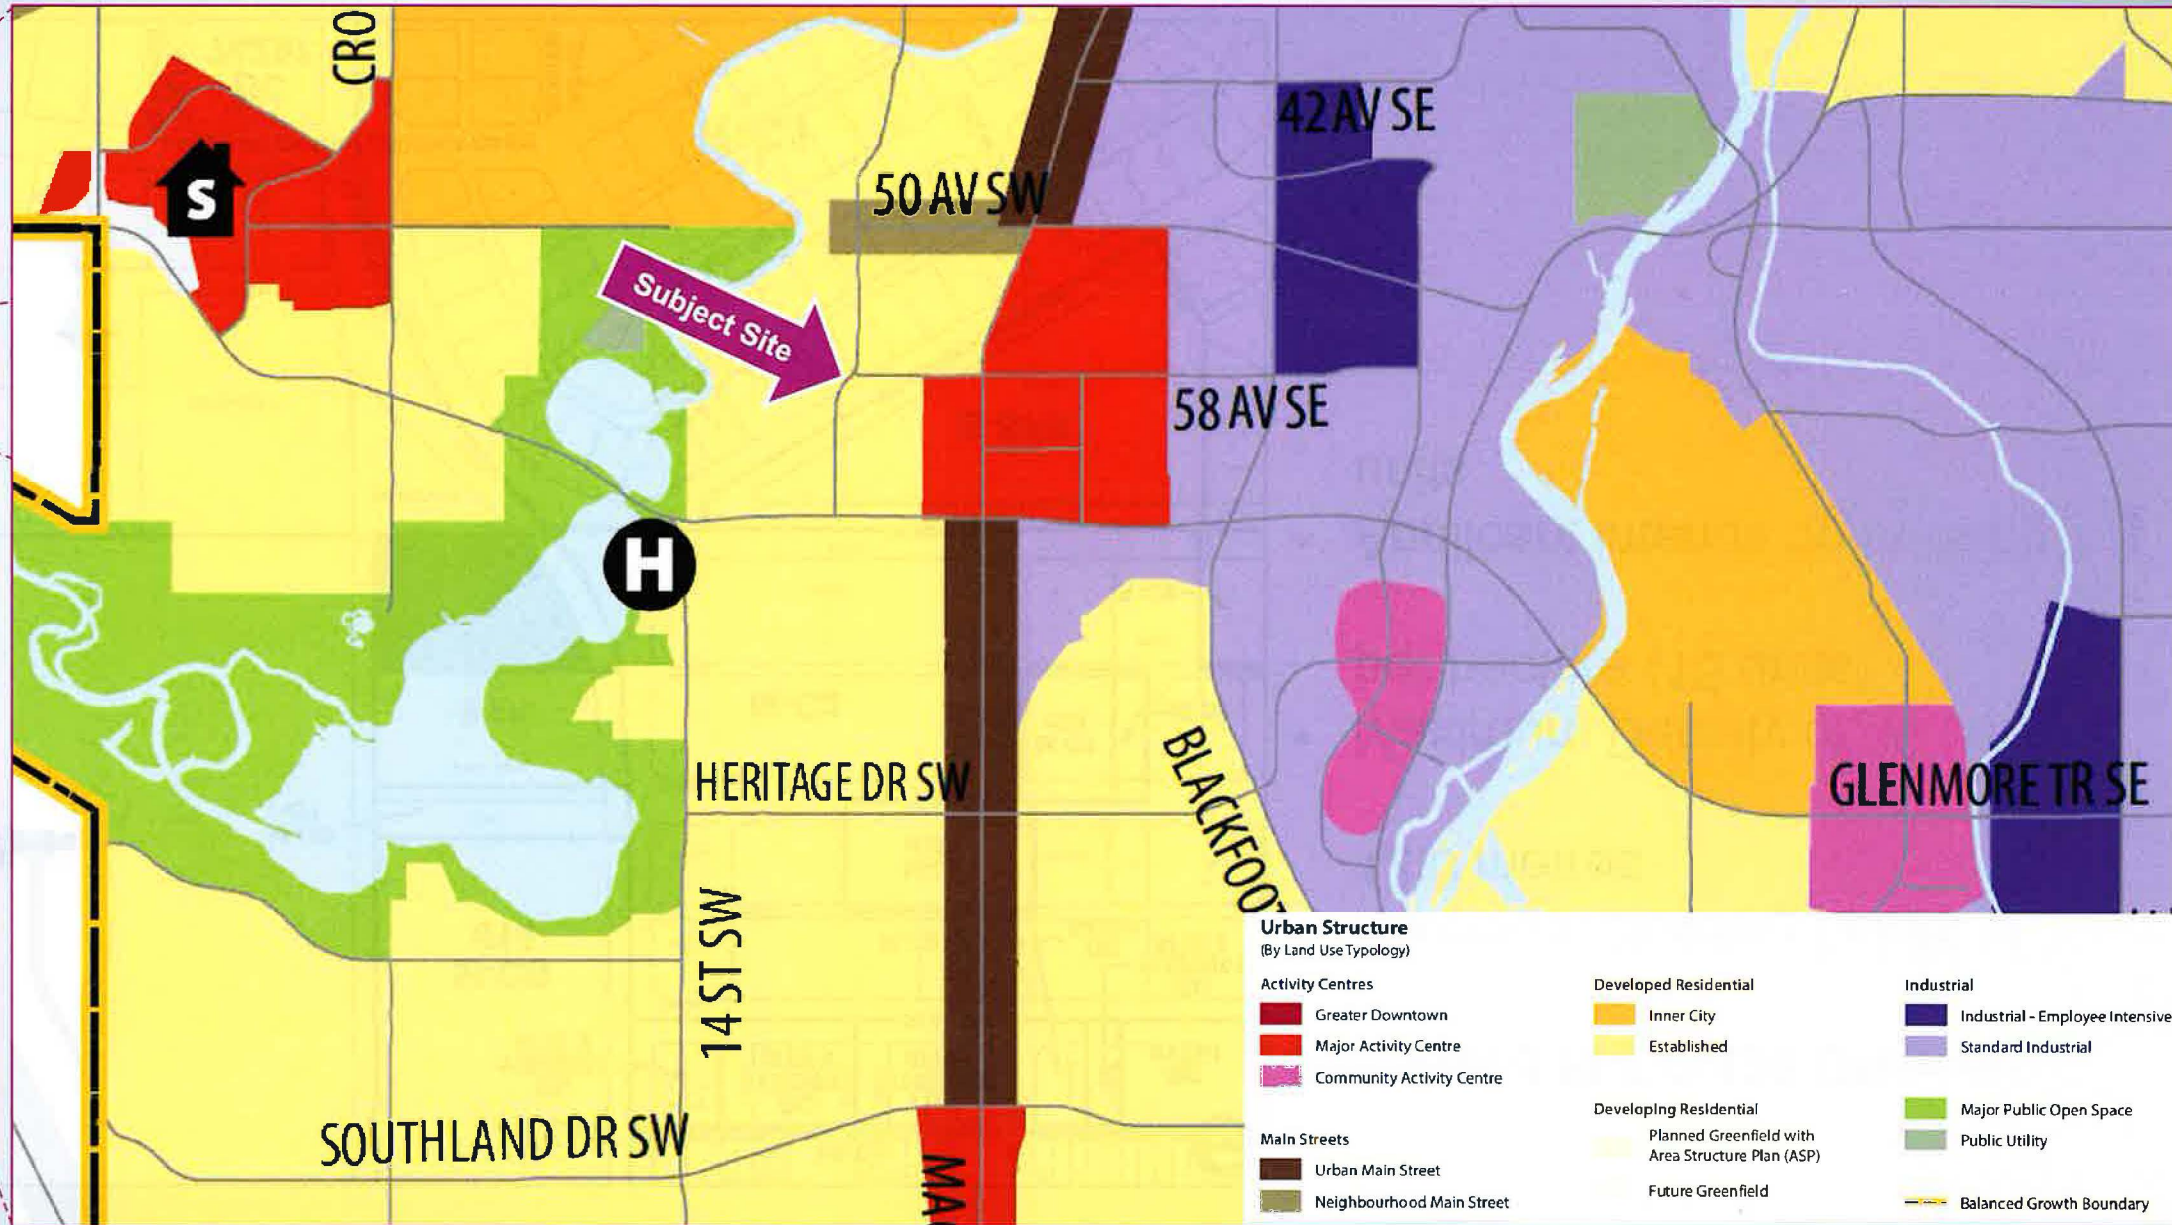 CRO
42 AV SE
50 AV SW
S
Subject Site
58 AV SE
H
HERITAGE DR SW
BLACKFOOT
GLENMORE TR SE
14 ST SW
SOUTHLAND DR SW
MA
Urban Structure
(By Land Use Typology)
Activity Centres
Greater Downtown
Major Activity Centre
Community Activity Centre
Main Streets
Urban Main Street
Neighbourhood Main Street
Developed Residential
Inner City
Established
Developing Residential
Planned Greenfield with
Area Structure Plan (ASP)
Future Greenfield
Industrial
Industrial - Employee Intensive
Standard Industrial
Major Public Open Space
Public Utility
Balanced Growth Boundary